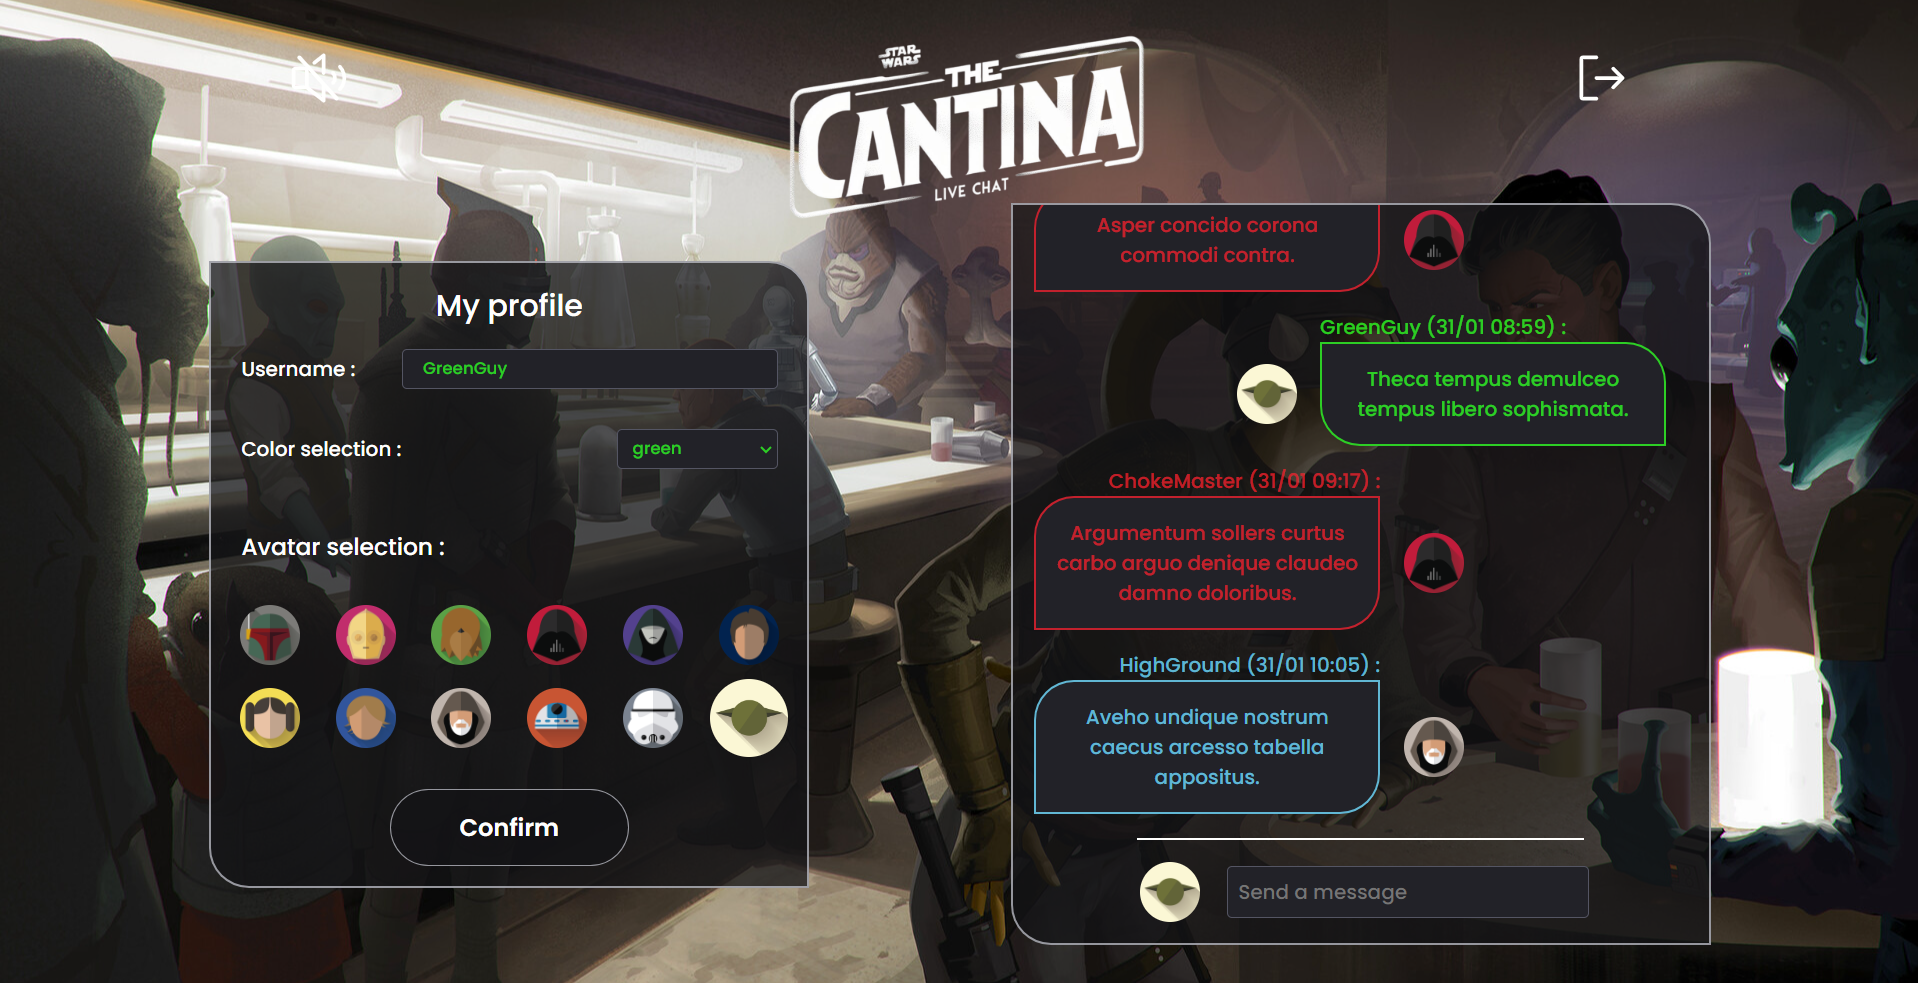 STAR
WARS
THE
CANTINA
LIVE CHAT
My profile
Username :
GreenGuy
Color selection :
green
Avatar selection :
Confirm
Asper concido corona
commodi contra.
GreenGuy (31/01 08:59) :
Theca tempus demulceo
tempus libero sophismata.
ChokeMaster (31/01 09:17) :
Argumentum sollers curtus
carbo arguo denique claudeo
damno doloribus.
HighGround (31/01 10:05) :
Aveho undique nostrum
caecus arcesso tabella
appositus.
Send a message